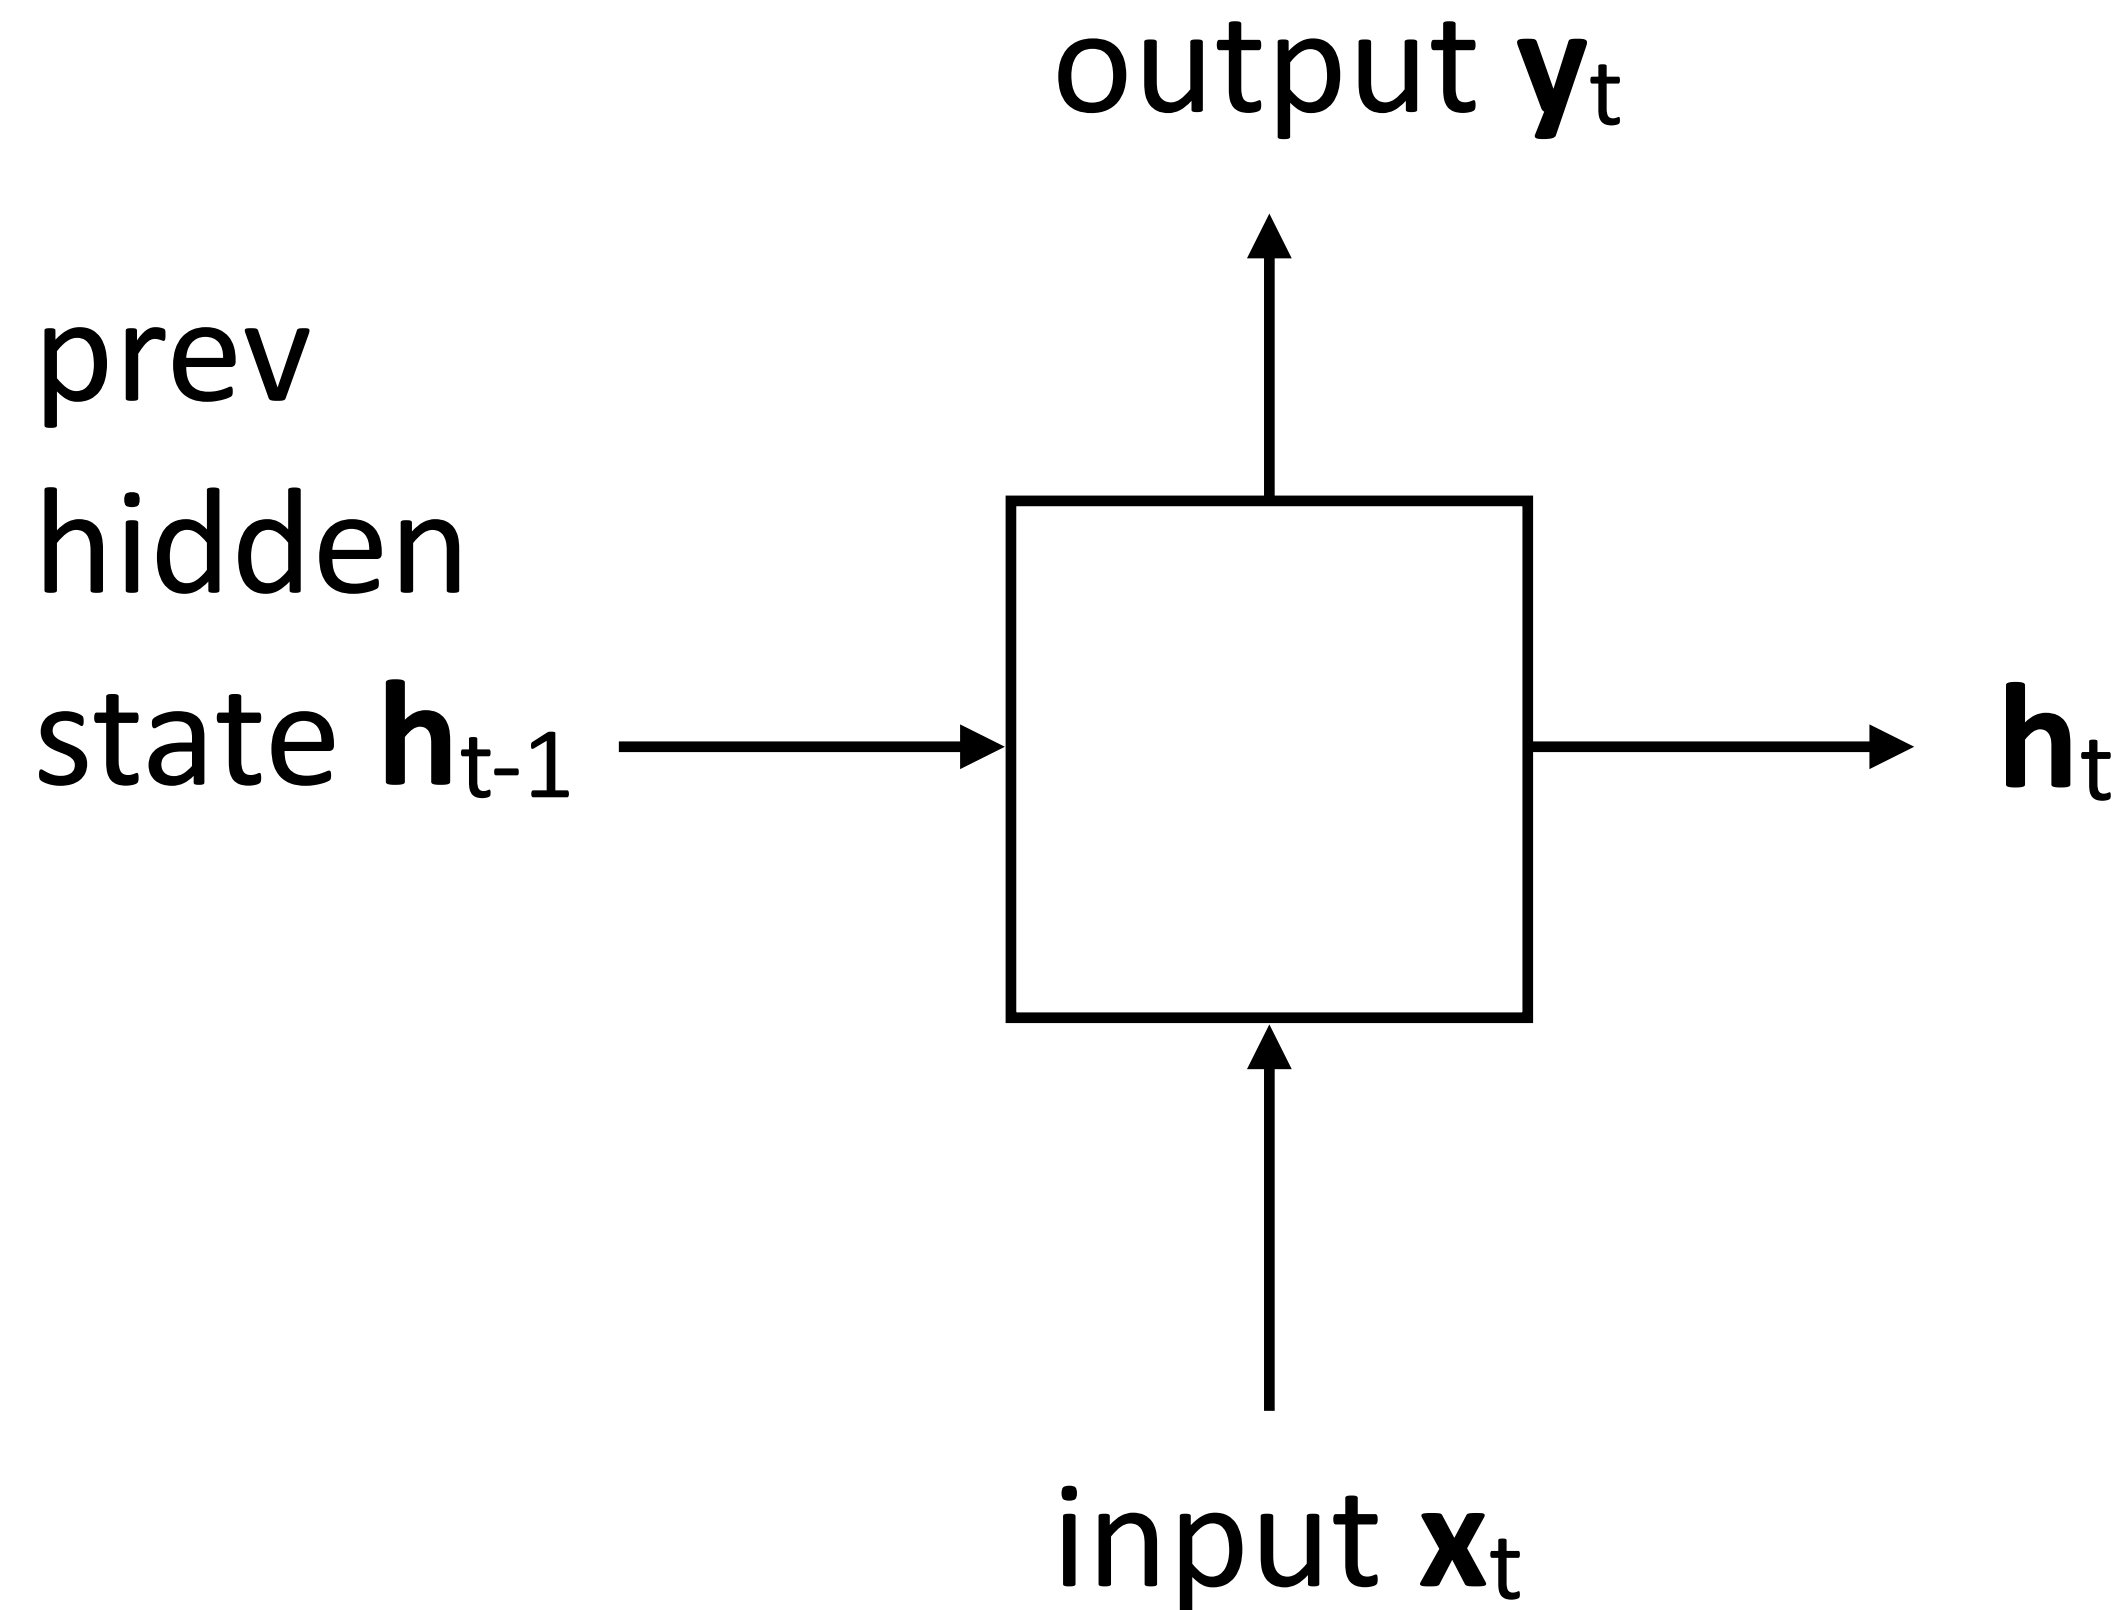 output yt
prev
hidden
state ht-1
ht
input xt